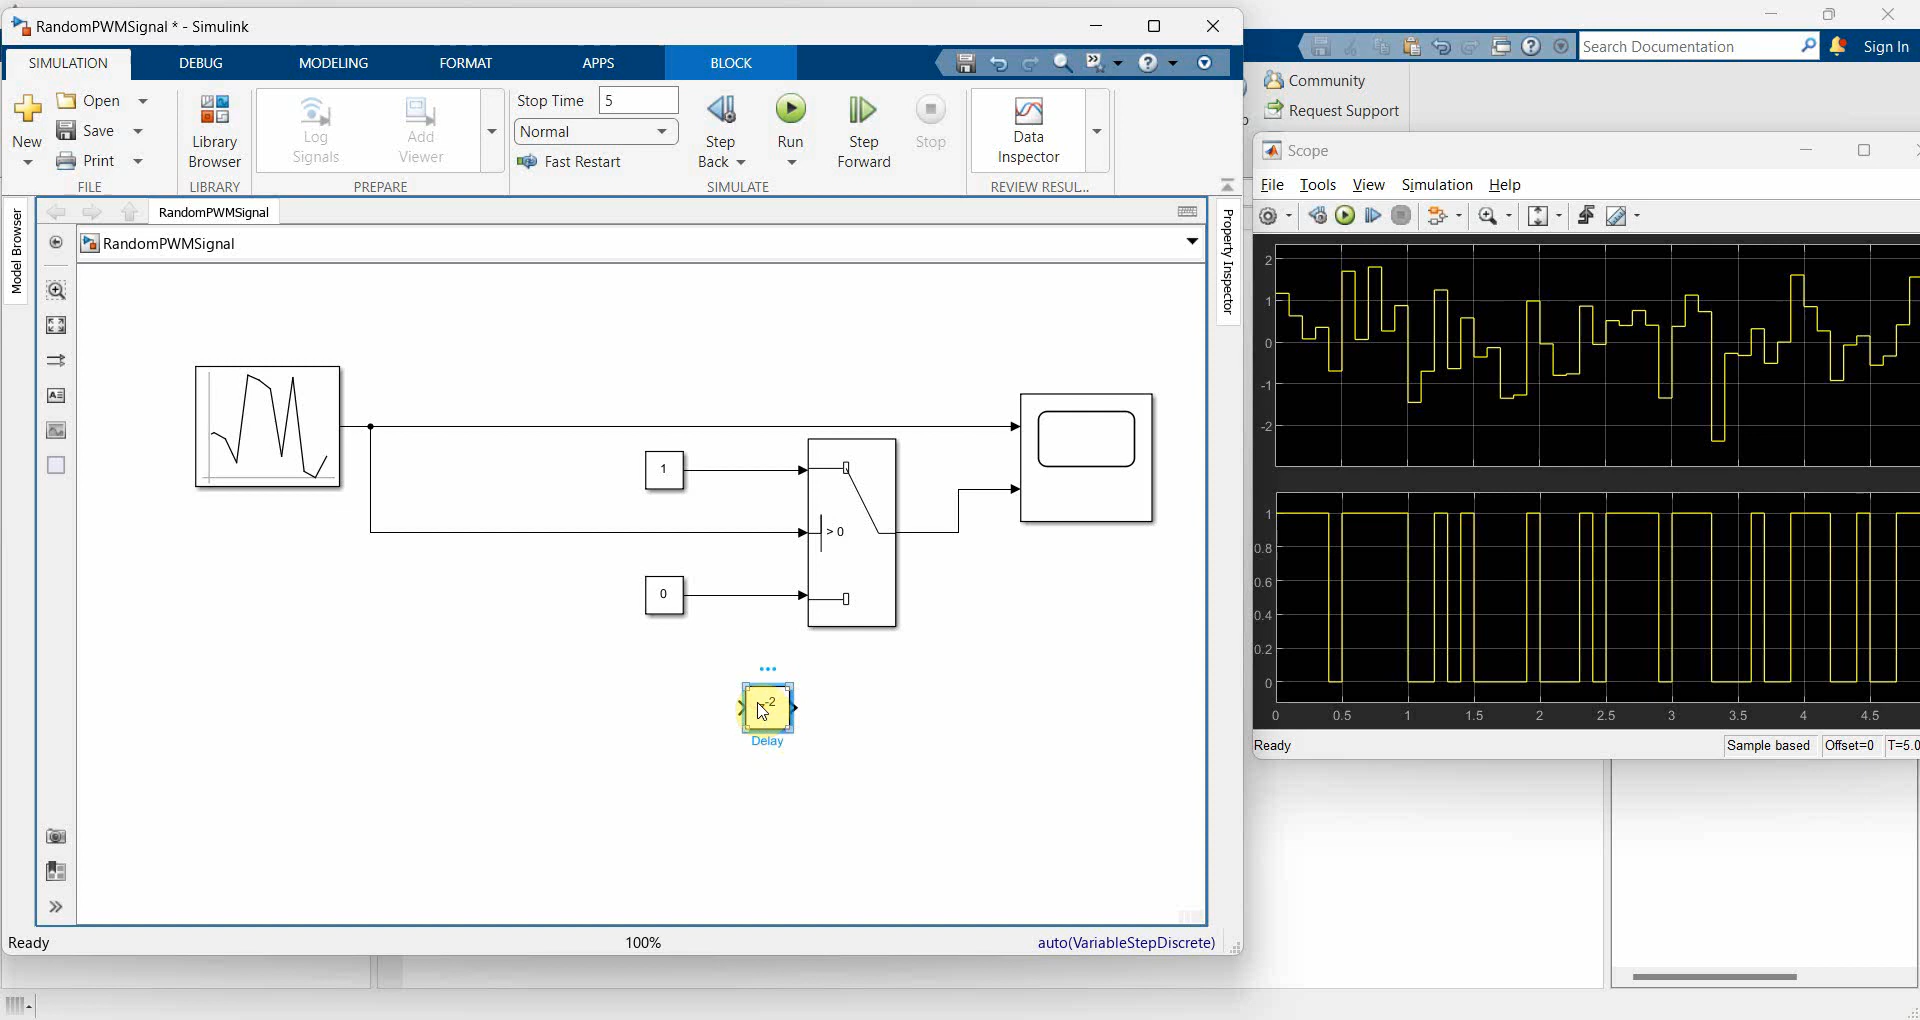 RandomPWMSignal * - Simulink
SIMULATION DEBUG MODELING FORMAT APPS BLOCK
Search Documentation
Sign In
New
Open
Save
Print
FILE
Library
Browser
LIBRARY
Log
Signals
Add
Viewer
PREPARE
Stop Time 5
Normal
Fast Restart
Step
Back
Run
Step
Forward
Stop
SIMULATE
Data
Inspector
REVIEW RESUL...
Community
Request Support
Model Browser
RandomPWMSignal
RandomPWMSignal
Property Inspector
1
> 0
0
-2
Delay
Ready 100% auto(VariableStepDiscrete)
Scope
File Tools View Simulation Help
2
1
0
-1
-2
1
0.8
0.6
0.4
0.2
0
0 0.5 1 1.5 2 2.5 3 3.5 4 4.5
Ready Sample based Offset=0 T=5.0